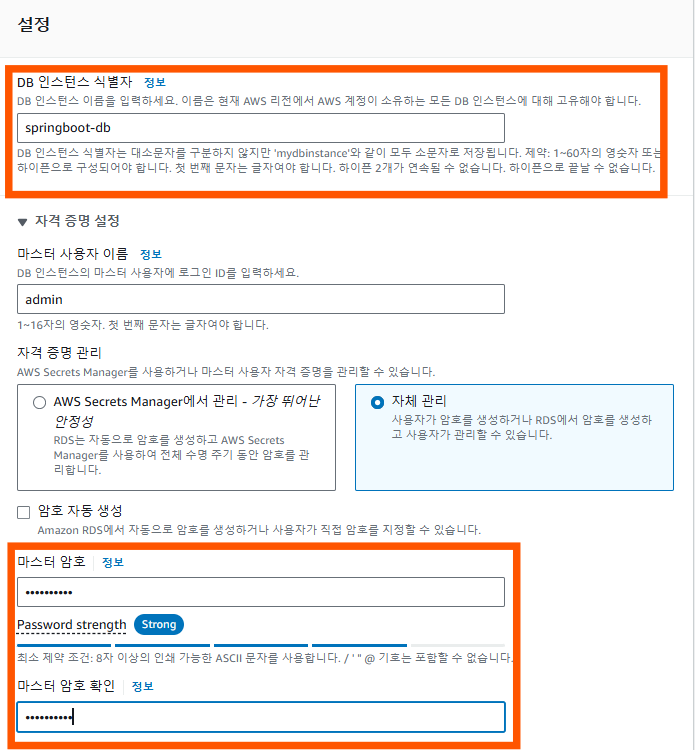 설정
DB 인스턴스 식별자 정보
DB 인스턴스 이름을 입력하세요. 이름은 현재 AWS 리전에서 AWS 계정이 소유하는 모든 DB 인스턴스에 대해 고유해야 합니다.
springboot-db
DB 인스턴스 식별자는 대소문자를 구분하지 않지만 'mydbinstance'와 같이 모두 소문자로 저장됩니다. 제약: 1~60자의 영숫자 또는
하이픈으로 구성되어야 합니다. 첫 번째 문자는 글자여야 합니다. 하이픈 2개가 연속될 수 없습니다. 하이픈으로 끝날 수 없습니다.
▼ 자격 증명 설정
마스터 사용자 이름 정보
DB 인스턴스의 마스터 사용자에 로그인 ID를 입력하세요.
admin
1~16자의 영숫자. 첫 번째 문자는 글자여야 합니다.
자격 증명 관리
AWS Secrets Manager를 사용하거나 마스터 사용자 자격 증명을 관리할 수 있습니다.
AWS Secrets Manager에서 관리 - 가장 뛰어난
안정성
RDS는 자동으로 암호를 생성하고 AWS Secrets
Manager를 사용하여 전체 수명 주기 동안 암호를 관
리합니다.
자체 관리
사용자가 암호를 생성하거나 RDS에서 암호를 생성하
고 사용자가 관리할 수 있습니다.
암호 자동 생성
Amazon RDS에서 자동으로 암호를 생성하거나 사용자가 직접 암호를 지정할 수 있습니다.
마스터 암호 정보
••••••••••
Password strength Strong
최소 제약 조건: 8자 이상의 인쇄 가능한 ASCII 문자를 사용합니다. / ' " @ 기호는 포함할 수 없습니다.
마스터 암호 확인 정보
••••••••••